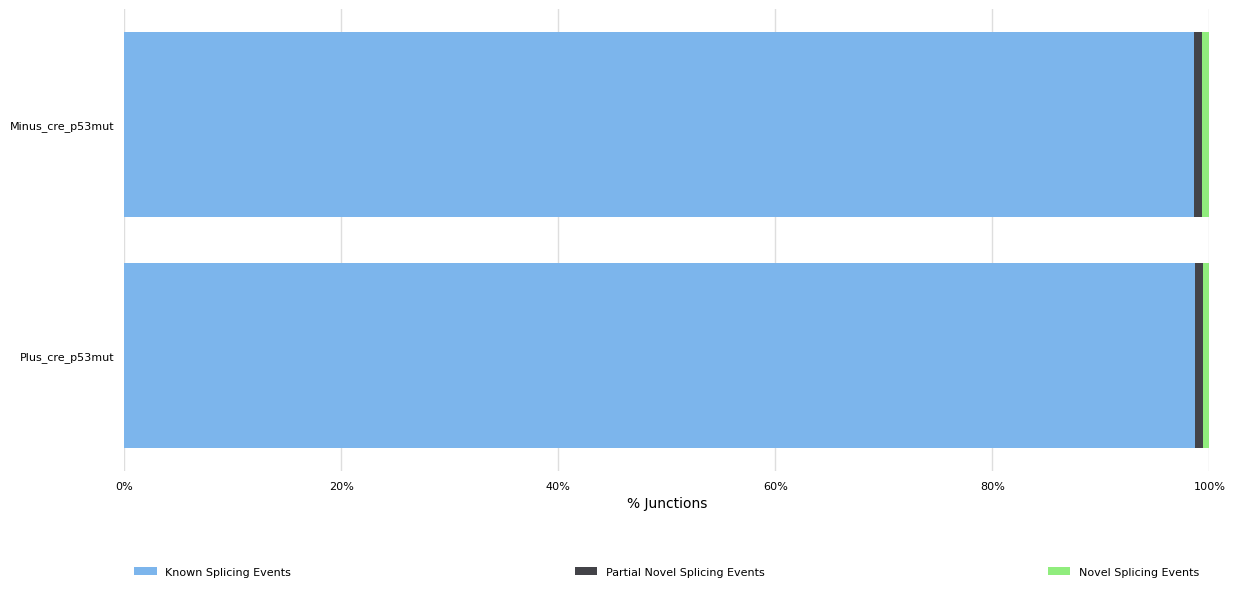 Minus_cre_p53mut
Plus_cre_p53mut
0% 20% 40% 60% 80% 100%
% Junctions
Known Splicing Events Partial Novel Splicing Events Novel Splicing Events